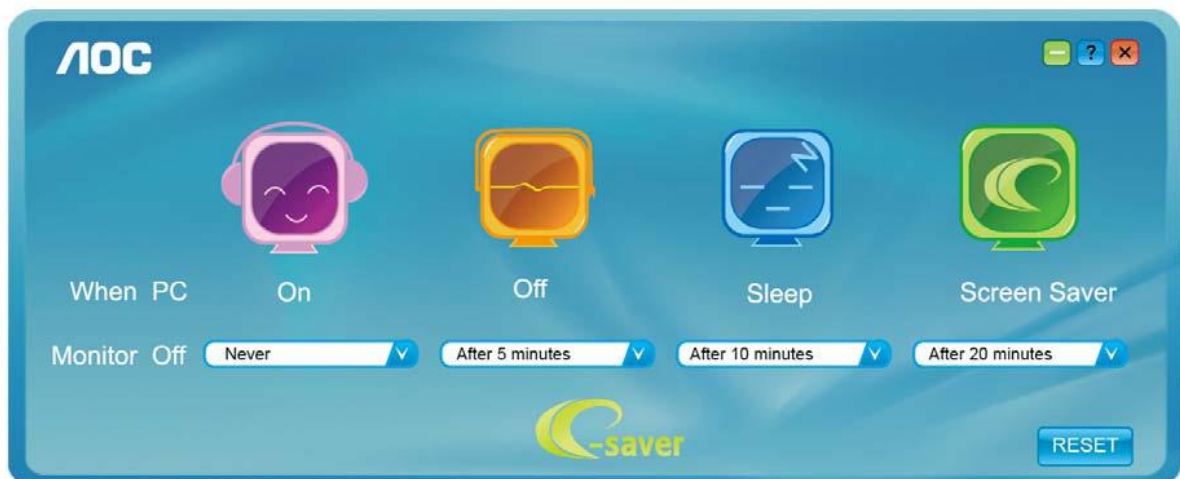 AOC
?
When PC On Off Sleep Screen Saver
Monitor Off Never After 5 minutes After 10 minutes After 20 minutes
e-saver
RESET